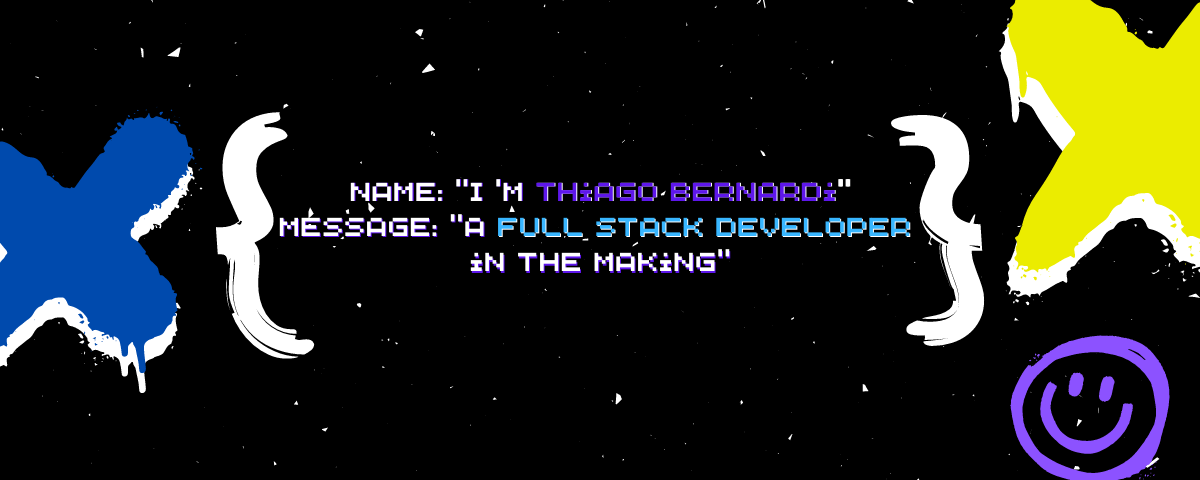 NAME: "I 'M THiAGO BERNARDi"
MESSAGE: "A FULL STACK DEVELOPER
iN THE MAKiNG"